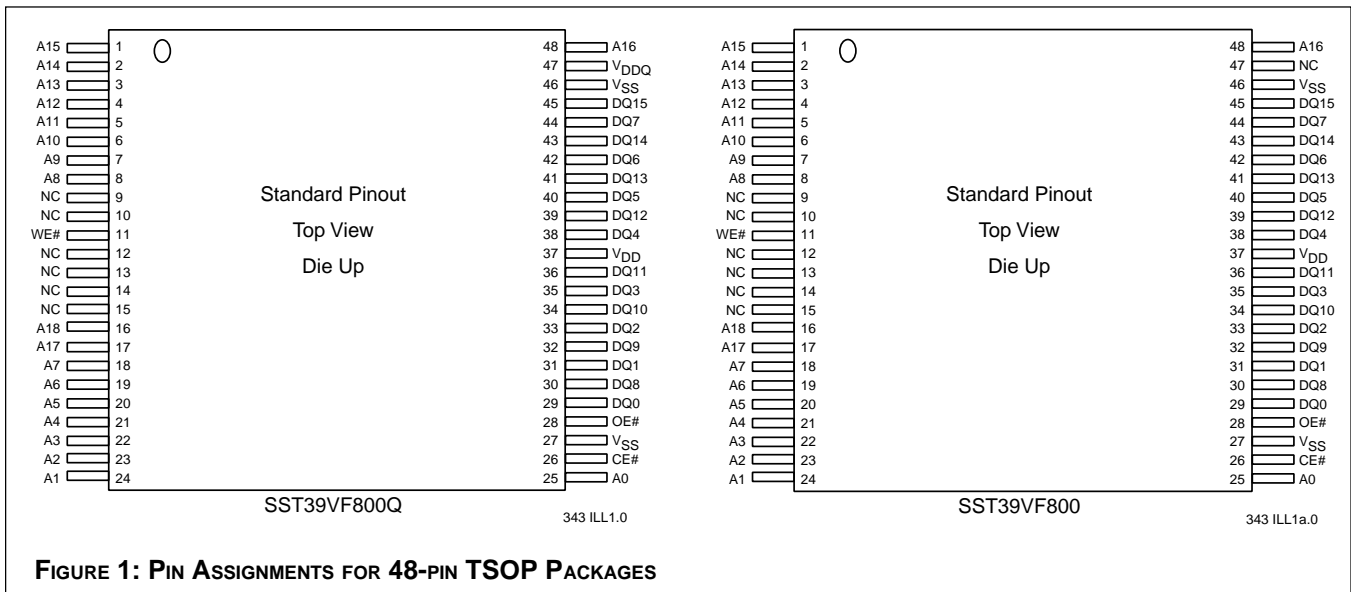 A15 1 48 A16
A14 2 47 VDDQ
A13 3 46 VSS
A12 4 45 DQ15
A11 5 44 DQ7
A10 6 43 DQ14
A9 7 42 DQ6
A8 8 41 DQ13
NC 9 Standard Pinout 40 DQ5
NC 10 39 DQ12
WE# 11 Top View 38 DQ4
NC 12 37 VDD
NC 13 Die Up 36 DQ11
NC 14 35 DQ3
NC 15 34 DQ10
A18 16 33 DQ2
A17 17 32 DQ9
A7 18 31 DQ1
A6 19 30 DQ8
A5 20 29 DQ0
A4 21 28 OE#
A3 22 27 VSS
A2 23 26 CE#
A1 24 25 A0
SST39VF800Q
343 ILL1.0
A15 1 48 A16
A14 2 47 NC
A13 3 46 VSS
A12 4 45 DQ15
A11 5 44 DQ7
A10 6 43 DQ14
A9 7 42 DQ6
A8 8 41 DQ13
NC 9 Standard Pinout 40 DQ5
NC 10 39 DQ12
WE# 11 Top View 38 DQ4
NC 12 37 VDD
NC 13 Die Up 36 DQ11
NC 14 35 DQ3
NC 15 34 DQ10
A18 16 33 DQ2
A17 17 32 DQ9
A7 18 31 DQ1
A6 19 30 DQ8
A5 20 29 DQ0
A4 21 28 OE#
A3 22 27 VSS
A2 23 26 CE#
A1 24 25 A0
SST39VF800
343 ILL1a.0
FIGURE 1: PIN ASSIGNMENTS FOR 48-PIN TSOP PACKAGES